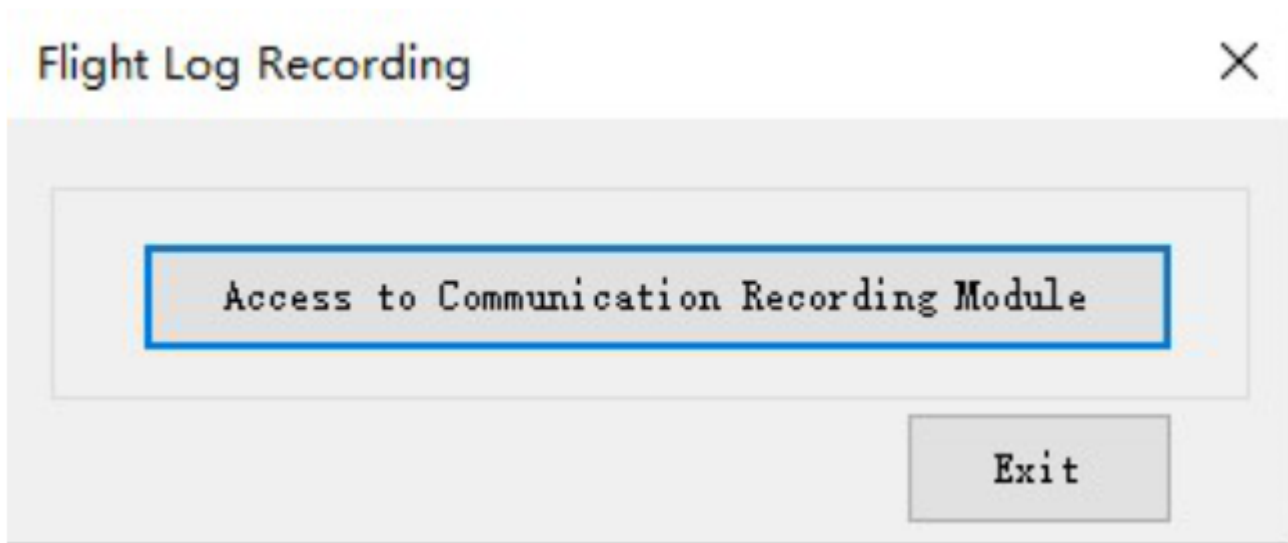 Flight Log Recording
Access to Communication Recording Module
Exit